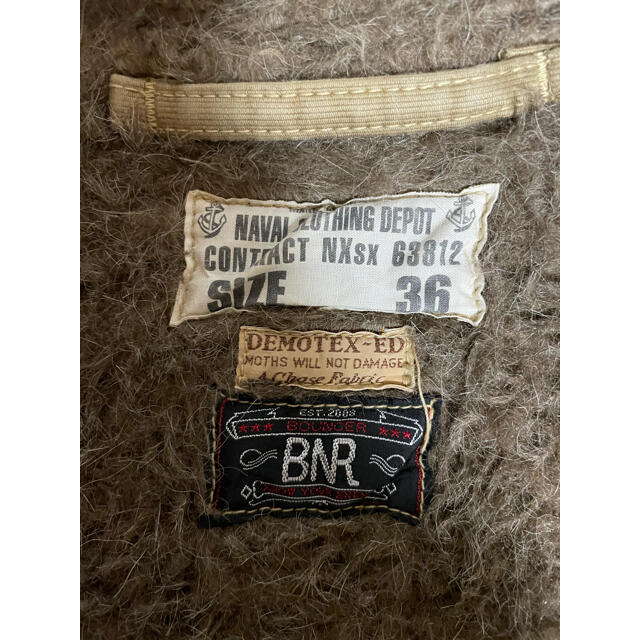 NAVAL CLOTHING DEPOT
CONTRACT NXsx 63812
SIZE 36
DEMOTEX-ED
MOTHS WILL NOT DAMAGE
A Chase Fabric
EST. 2008
*** BOUNCER ***
BNR